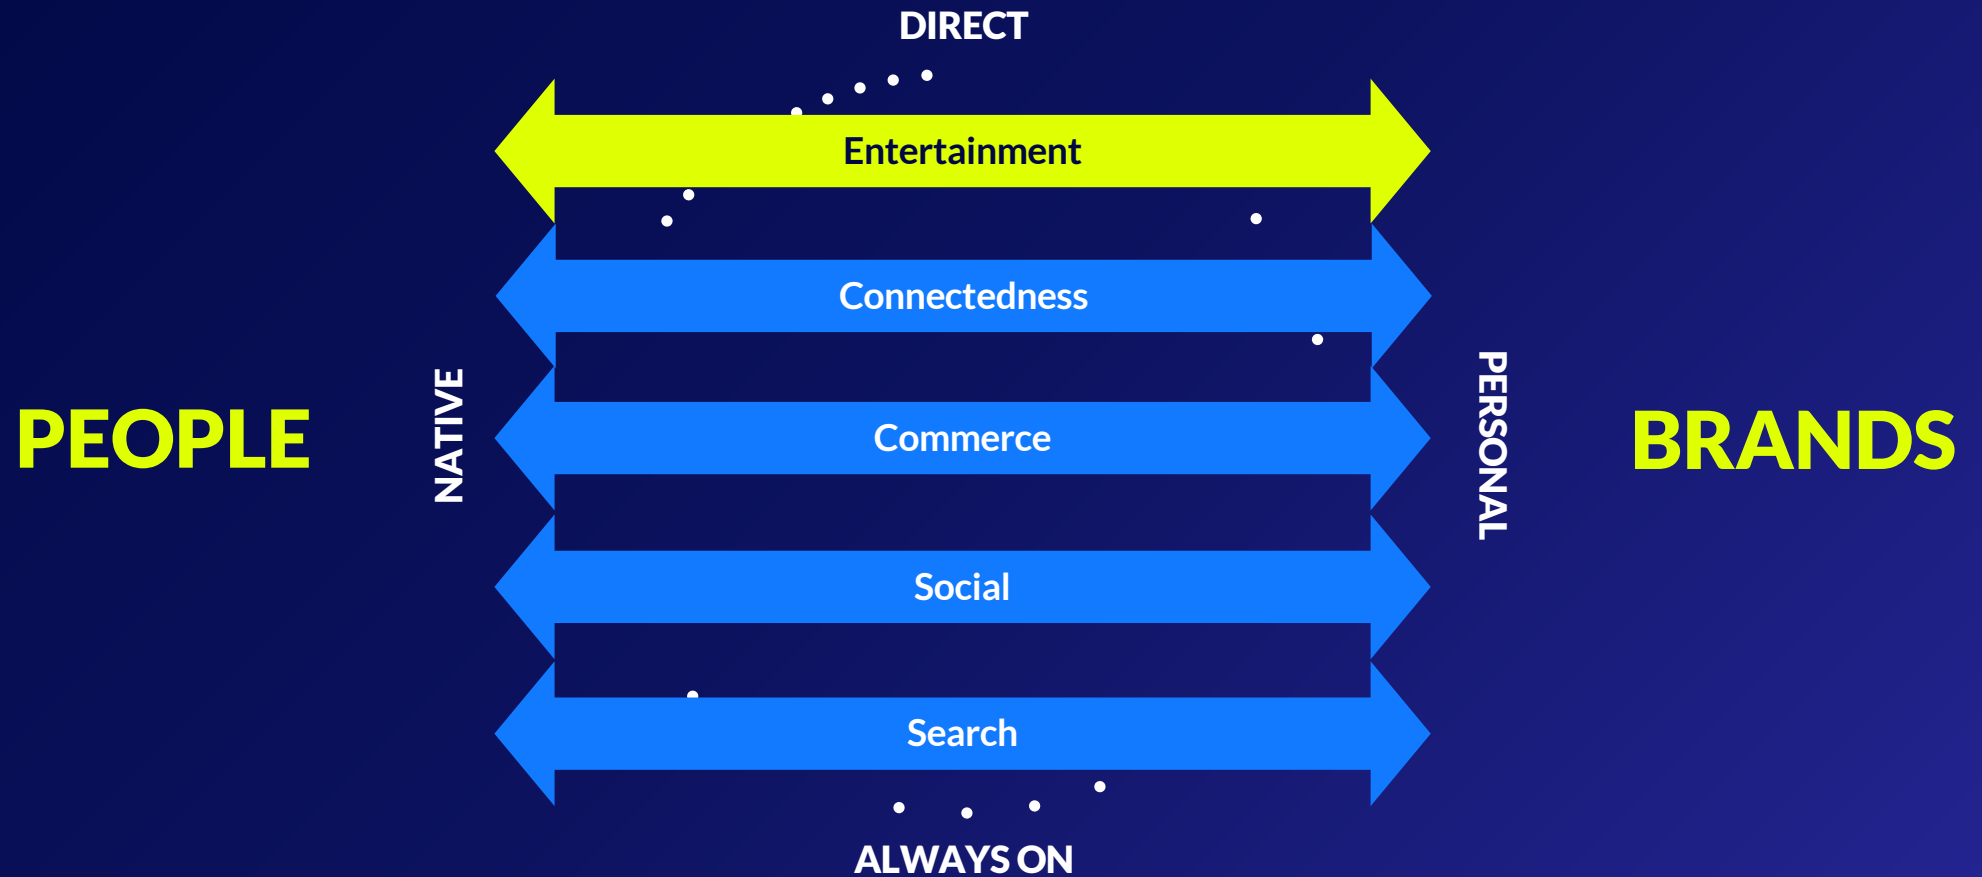 DIRECT
Entertainment
Connectedness
PEOPLE
NATIVE
Commerce
PERSONAL
BRANDS
Social
Search
ALWAYS ON